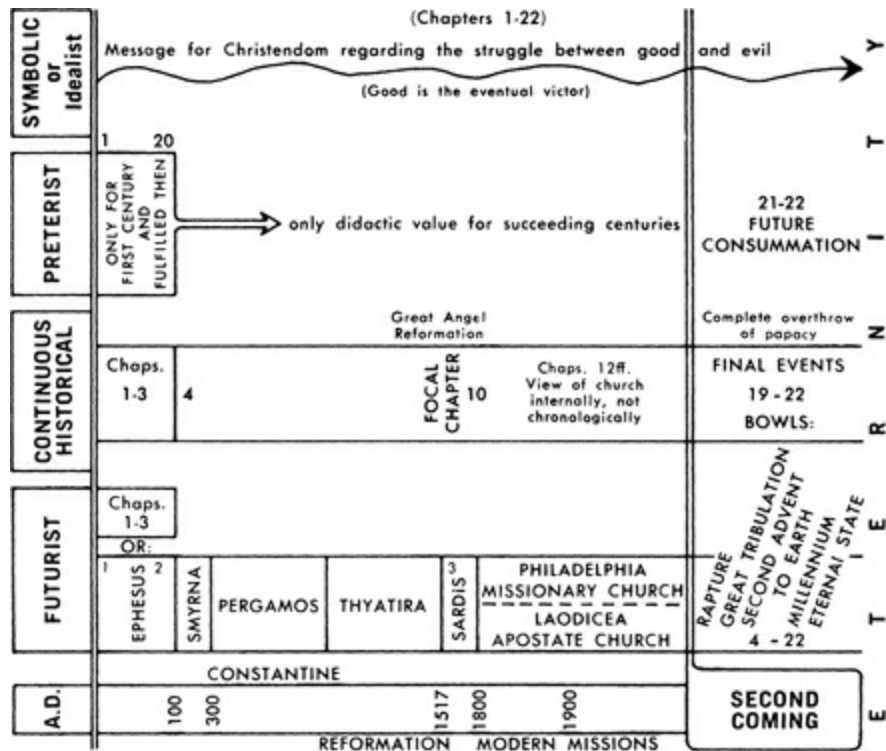 SYMBOLIC
or
Idealist
(Chapters 1-22)
Message for Christendom regarding the struggle between good and evil
(Good is the eventual victor)
PRETERIST
1 20
ONLY FOR
FIRST CENTURY
AND
FULFILLED THEN
only didactic value for succeeding centuries
21-22
FUTURE
CONSUMMATION
CONTINUOUS
HISTORICAL
Great Angel
Reformation
Complete overthrow
of papacy
Chaps.
1-3
4
FOCAL
CHAPTER
10
Chaps. 12ff.
View of church
internally, not
chronologically
FINAL EVENTS
19-22
BOWLS:
FUTURIST
Chaps.
1-3
OR:
1 2
EPHESUS
SMYRNA
PERGAMOS
THYATIRA
3
SARDIS
PHILADELPHIA
MISSIONARY CHURCH
LAODICEA
APOSTATE CHURCH
RAPTURE
GREAT TRIBULATION
SECOND ADVENT
TO EARTH
MILLENNIUM
ETERNAL STATE
4 - 22
A.D.
CONSTANTINE
100
300
1517
1800
1900
REFORMATION MODERN MISSIONS
SECOND
COMING
ETERNITY